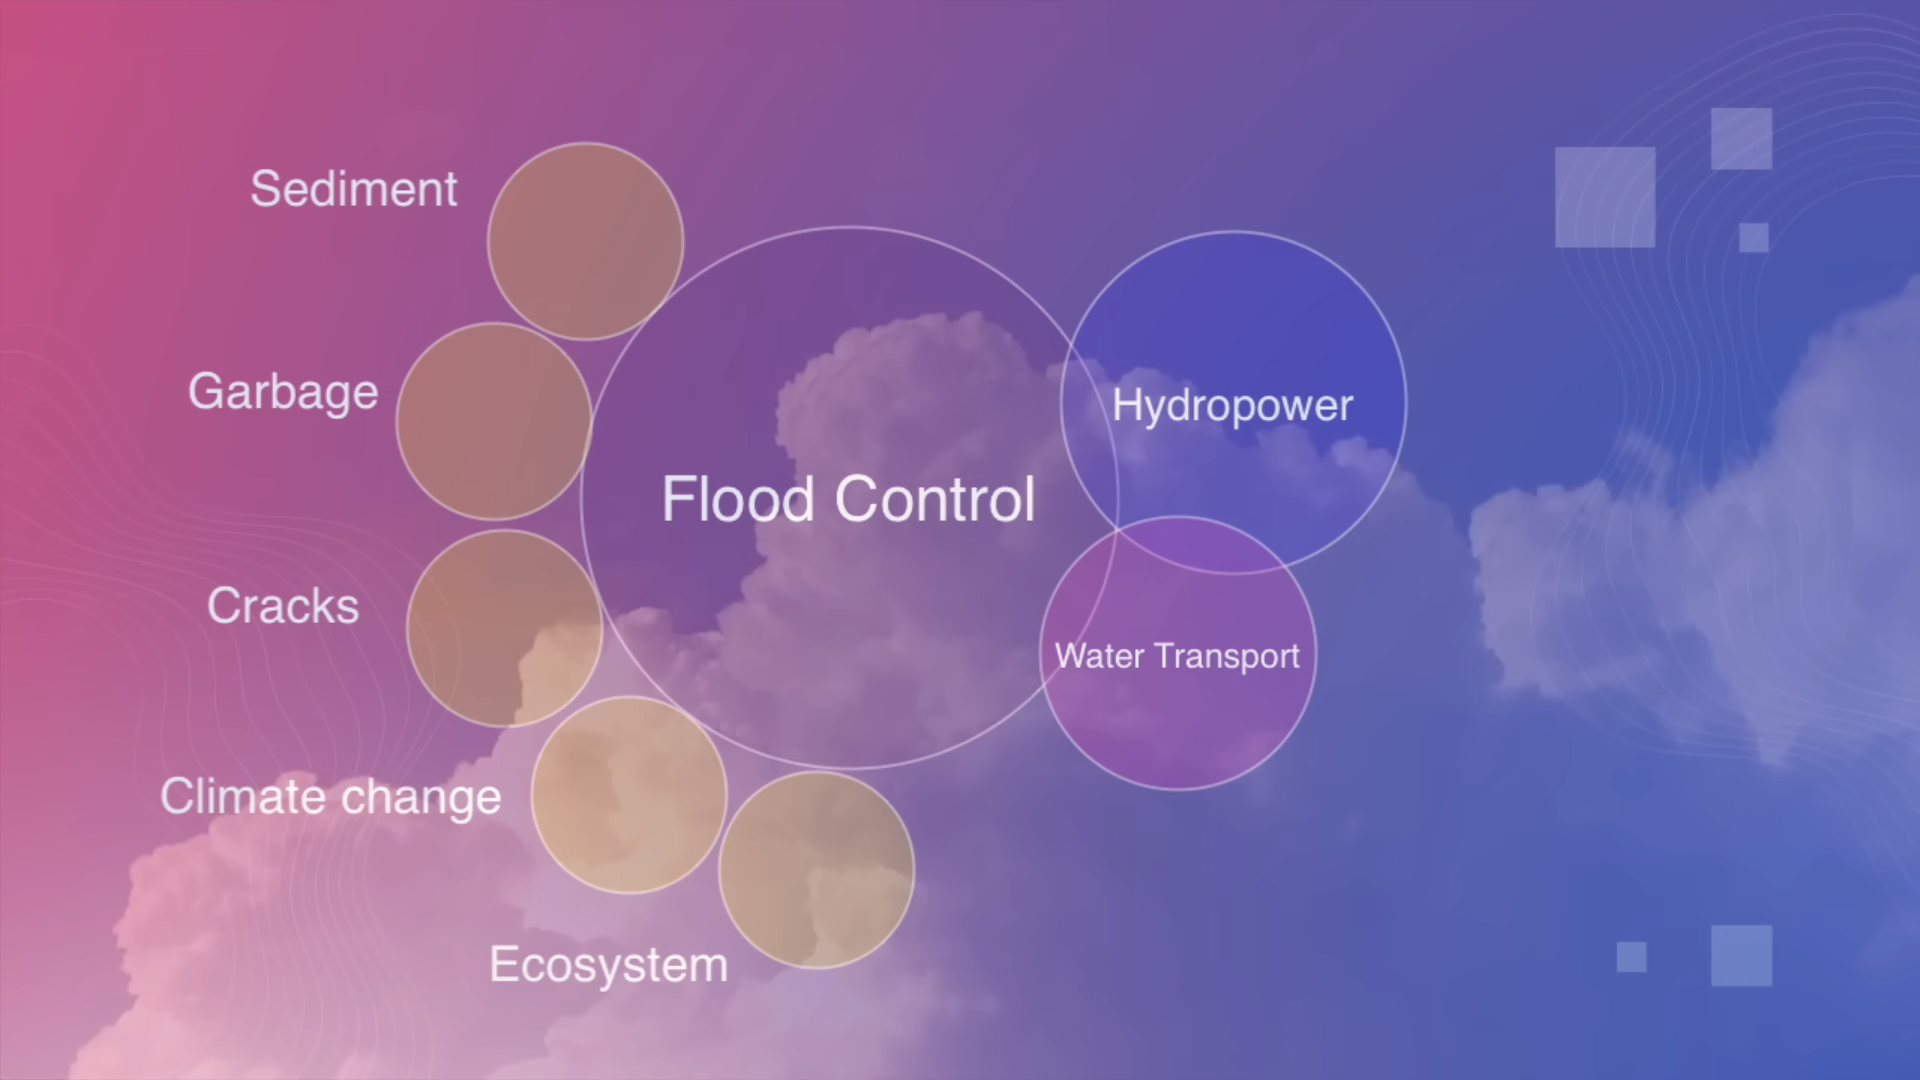 Sediment
Garbage
Hydropower
Flood Control
Cracks
Water Transport
Climate change
Ecosystem